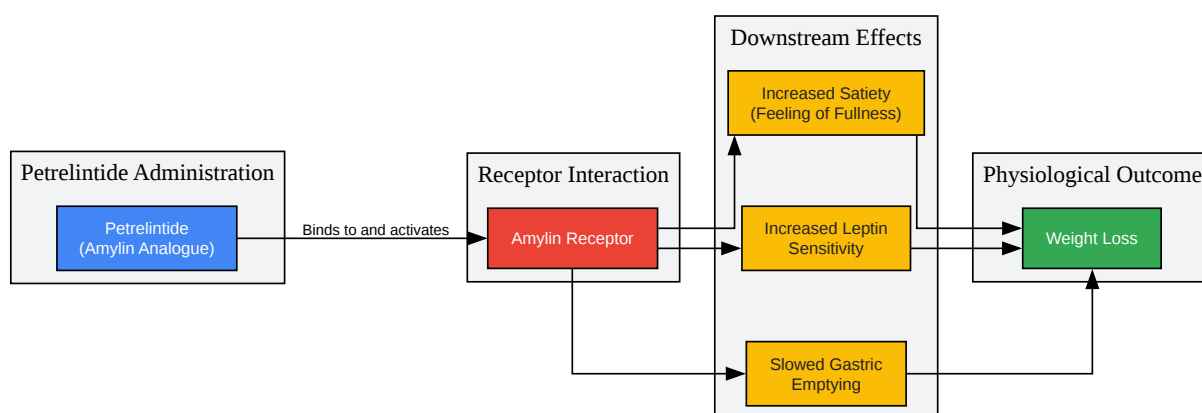 Downstream Effects
Increased Satiety
(Feeling of Fullness)
Petrelintide Administration
Receptor Interaction
Physiological Outcome
Petrelintide
(Amylin Analogue)
Binds to and activates
Amylin Receptor
Increased Leptin
Sensitivity
Weight Loss
Slowed Gastric
Emptying